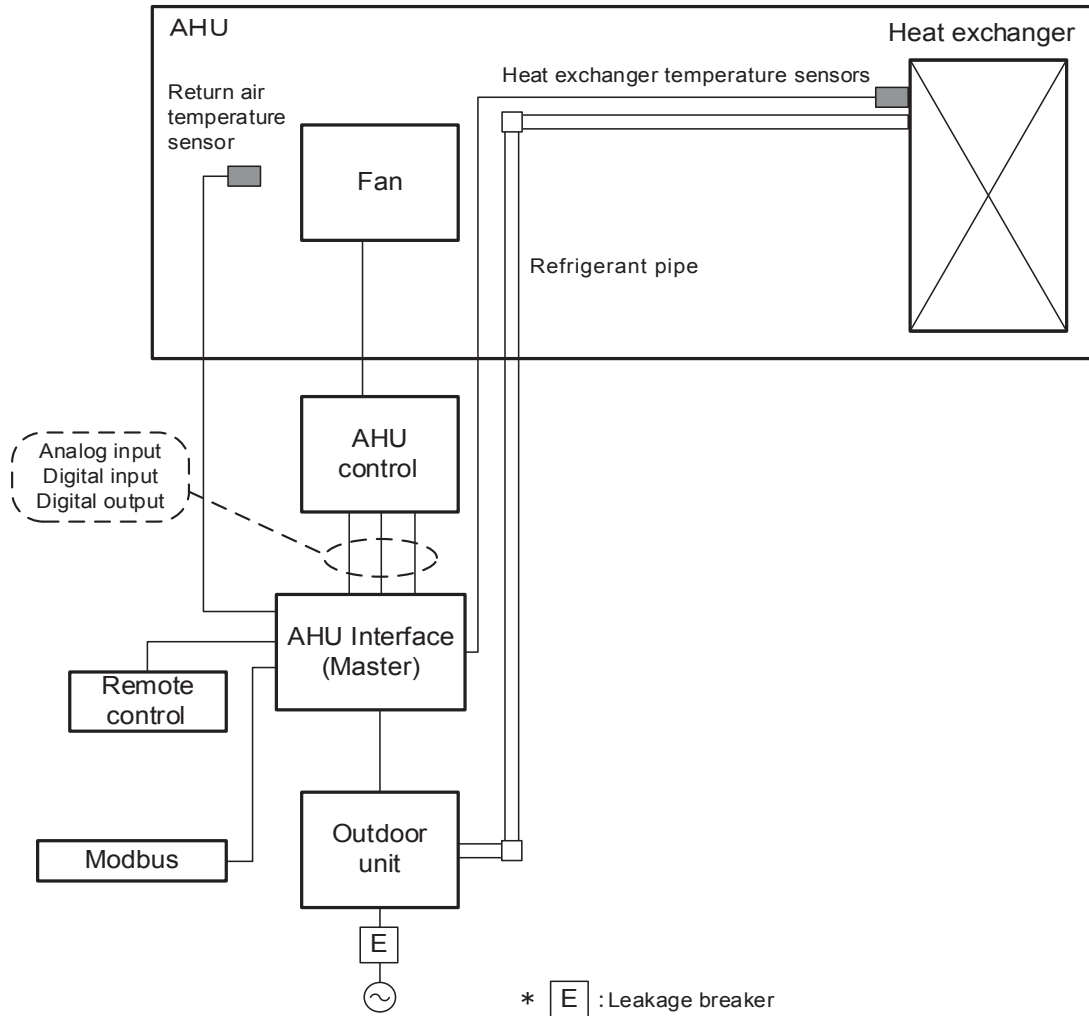 AHU
Heat exchanger
Heat exchanger temperature sensors
Return air
temperature
sensor
Fan
Refrigerant pipe
AHU
control
Analog input
Digital input
Digital output
AHU Interface
(Master)
Remote
control
Outdoor
unit
Modbus
E
* E : Leakage breaker